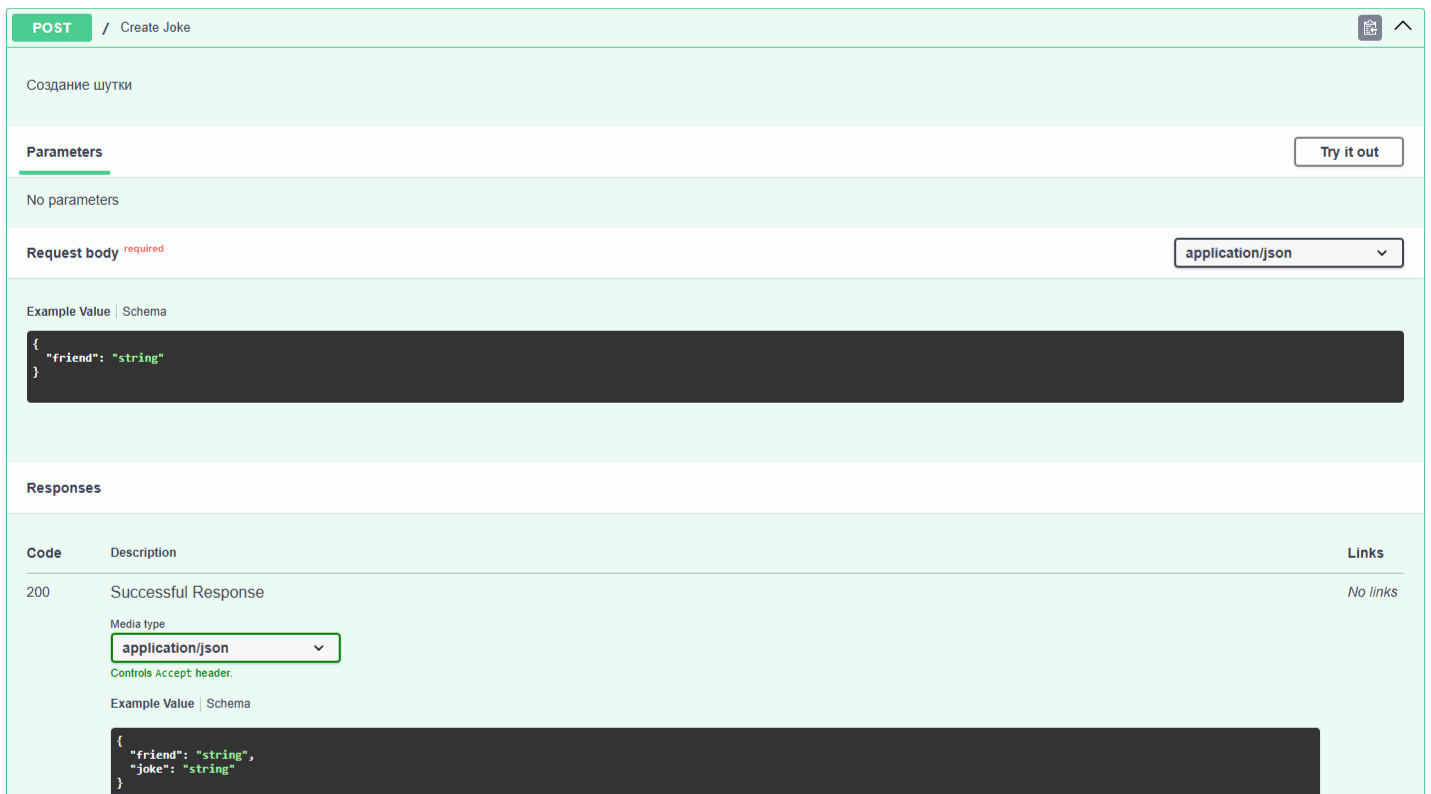 POST / Create Joke
Создание шутки
Parameters
Try it out
No parameters
Request body required
application/json
Example Value Schema
{
"friend": "string"
}
Responses
Code Description Links
200 Successful Response No links
Media type
application/json
Controls Accept header.
Example Value Schema
{
"friend": "string",
"joke": "string"
}